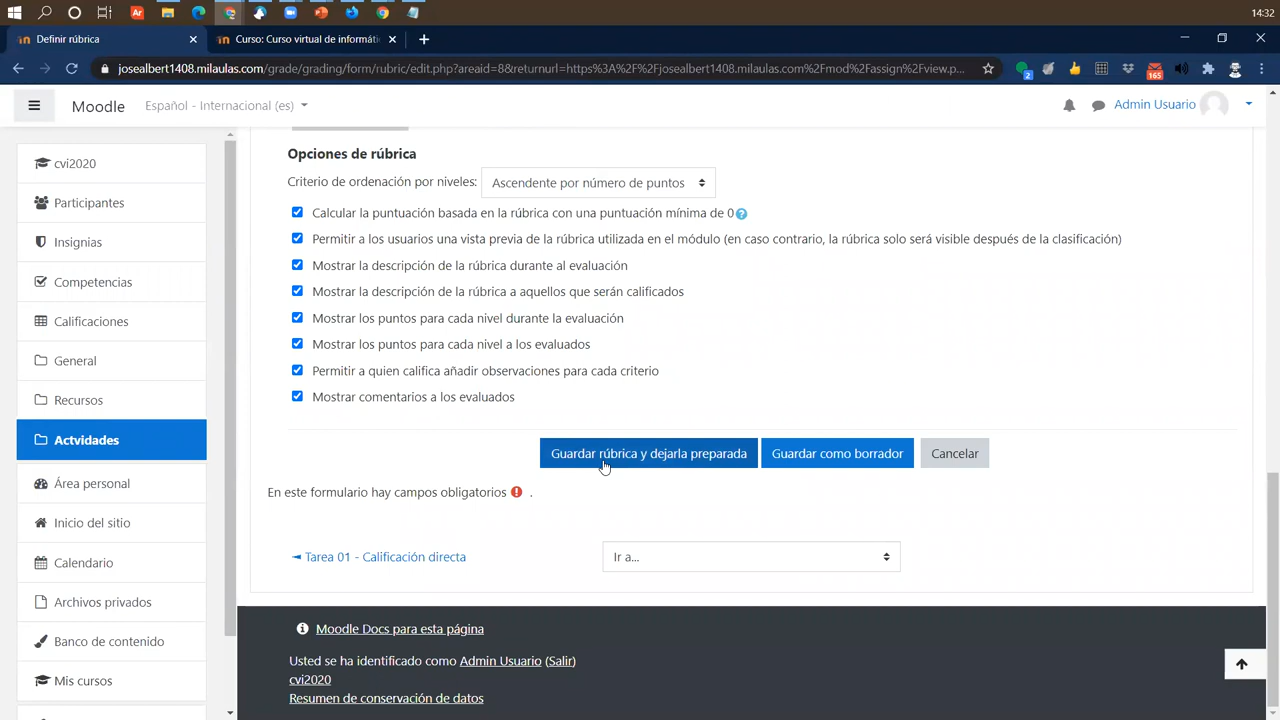 14:32
Definir rúbrica
Curso: Curso virtual de informáti
josealbert1408.milaulas.com/grade/grading/form/rubric/edit.php?areaid=8&returnurl=https%3A%2F%2Fjosealbert1408.milaulas.com%2Fmod%2Fassign%2Fview.p...
2
165
Moodle
Español - Internacional (es)
Admin Usuario
cvi2020
Participantes
Insignias
Competencias
Calificaciones
General
Recursos
Actvidades
Área personal
Inicio del sitio
Calendario
Archivos privados
Banco de contenido
Mis cursos
Opciones de rúbrica
Criterio de ordenación por niveles: Ascendente por número de puntos
Calcular la puntuación basada en la rúbrica con una puntuación mínima de 0
Permitir a los usuarios una vista previa de la rúbrica utilizada en el módulo (en caso contrario, la rúbrica solo será visible después de la clasificación)
Mostrar la descripción de la rúbrica durante al evaluación
Mostrar la descripción de la rúbrica a aquellos que serán calificados
Mostrar los puntos para cada nivel durante la evaluación
Mostrar los puntos para cada nivel a los evaluados
Permitir a quien califica añadir observaciones para cada criterio
Mostrar comentarios a los evaluados
Guardar rúbrica y dejarla preparada Guardar como borrador Cancelar
En este formulario hay campos obligatorios .
◄ Tarea 01 - Calificación directa
Ir a...
Moodle Docs para esta página
Usted se ha identificado como Admin Usuario (Salir)
cvi2020
Resumen de conservación de datos